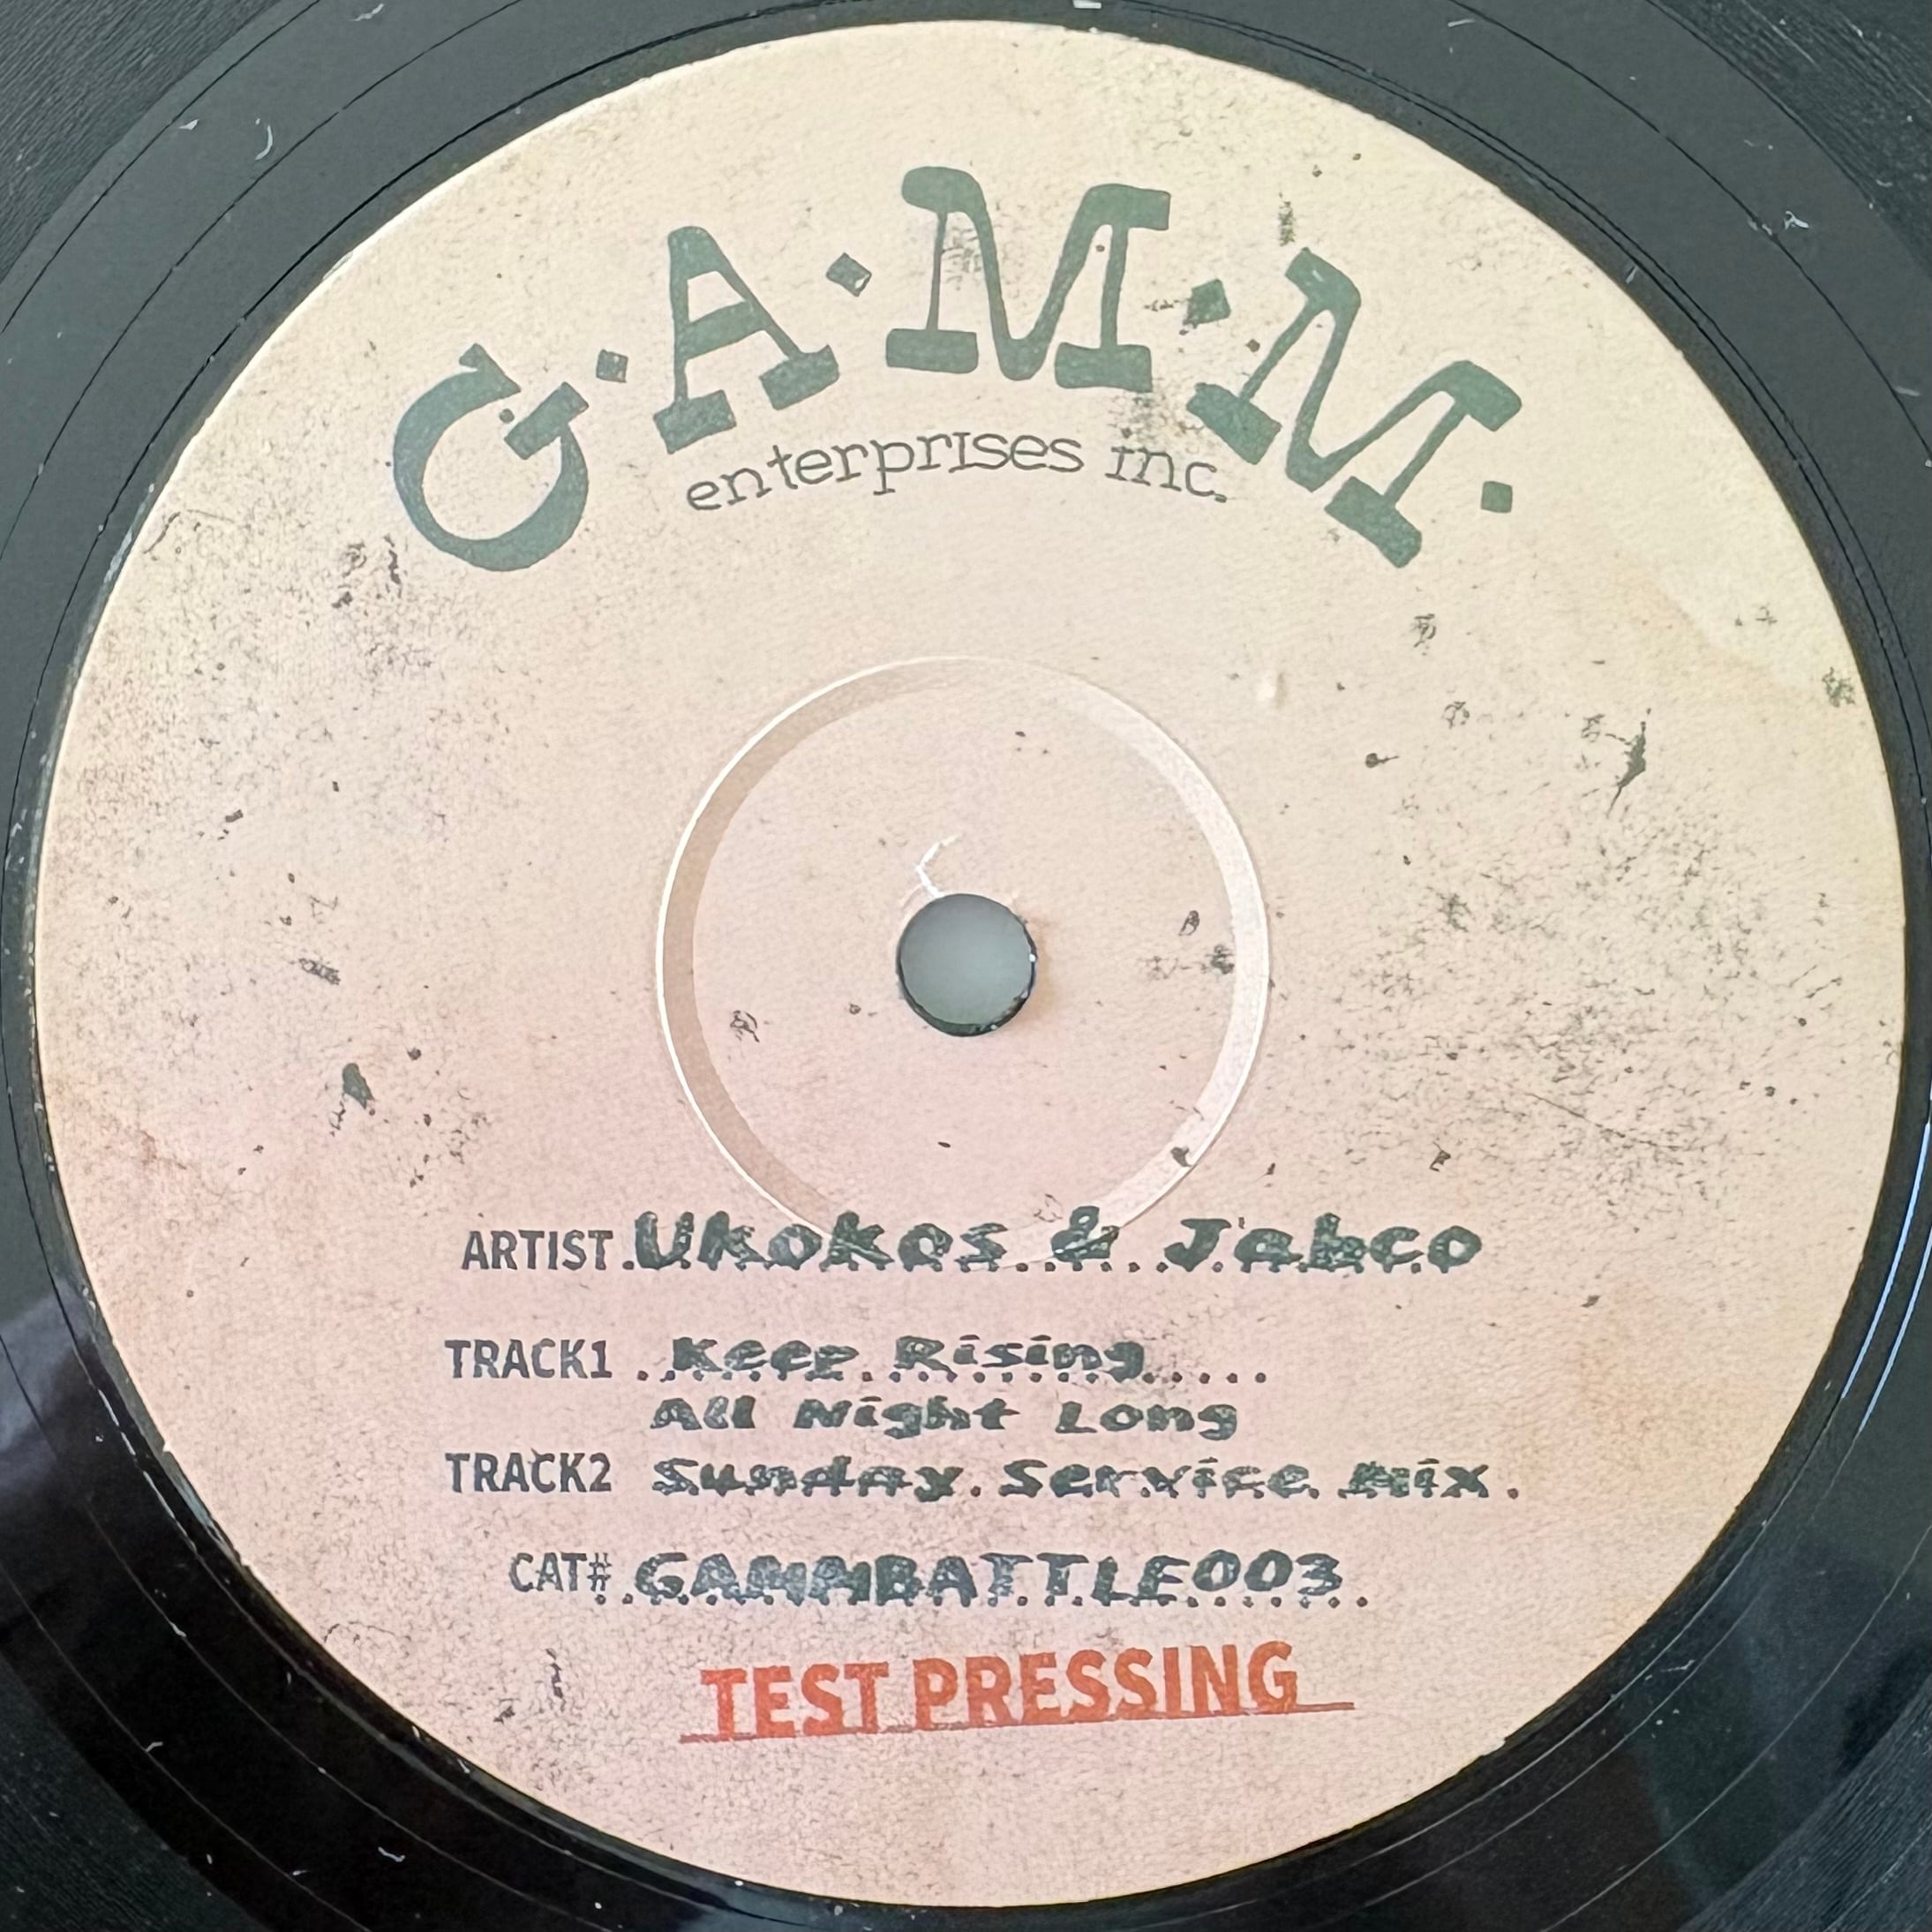 G·A·M·M·
enterprises inc.
ARTIST Ukokos & Jabco
TRACK1 Keep Rising
All Night Long
TRACK2 Sunday Service Mix
CAT# GAMMBATTLE003
TEST PRESSING